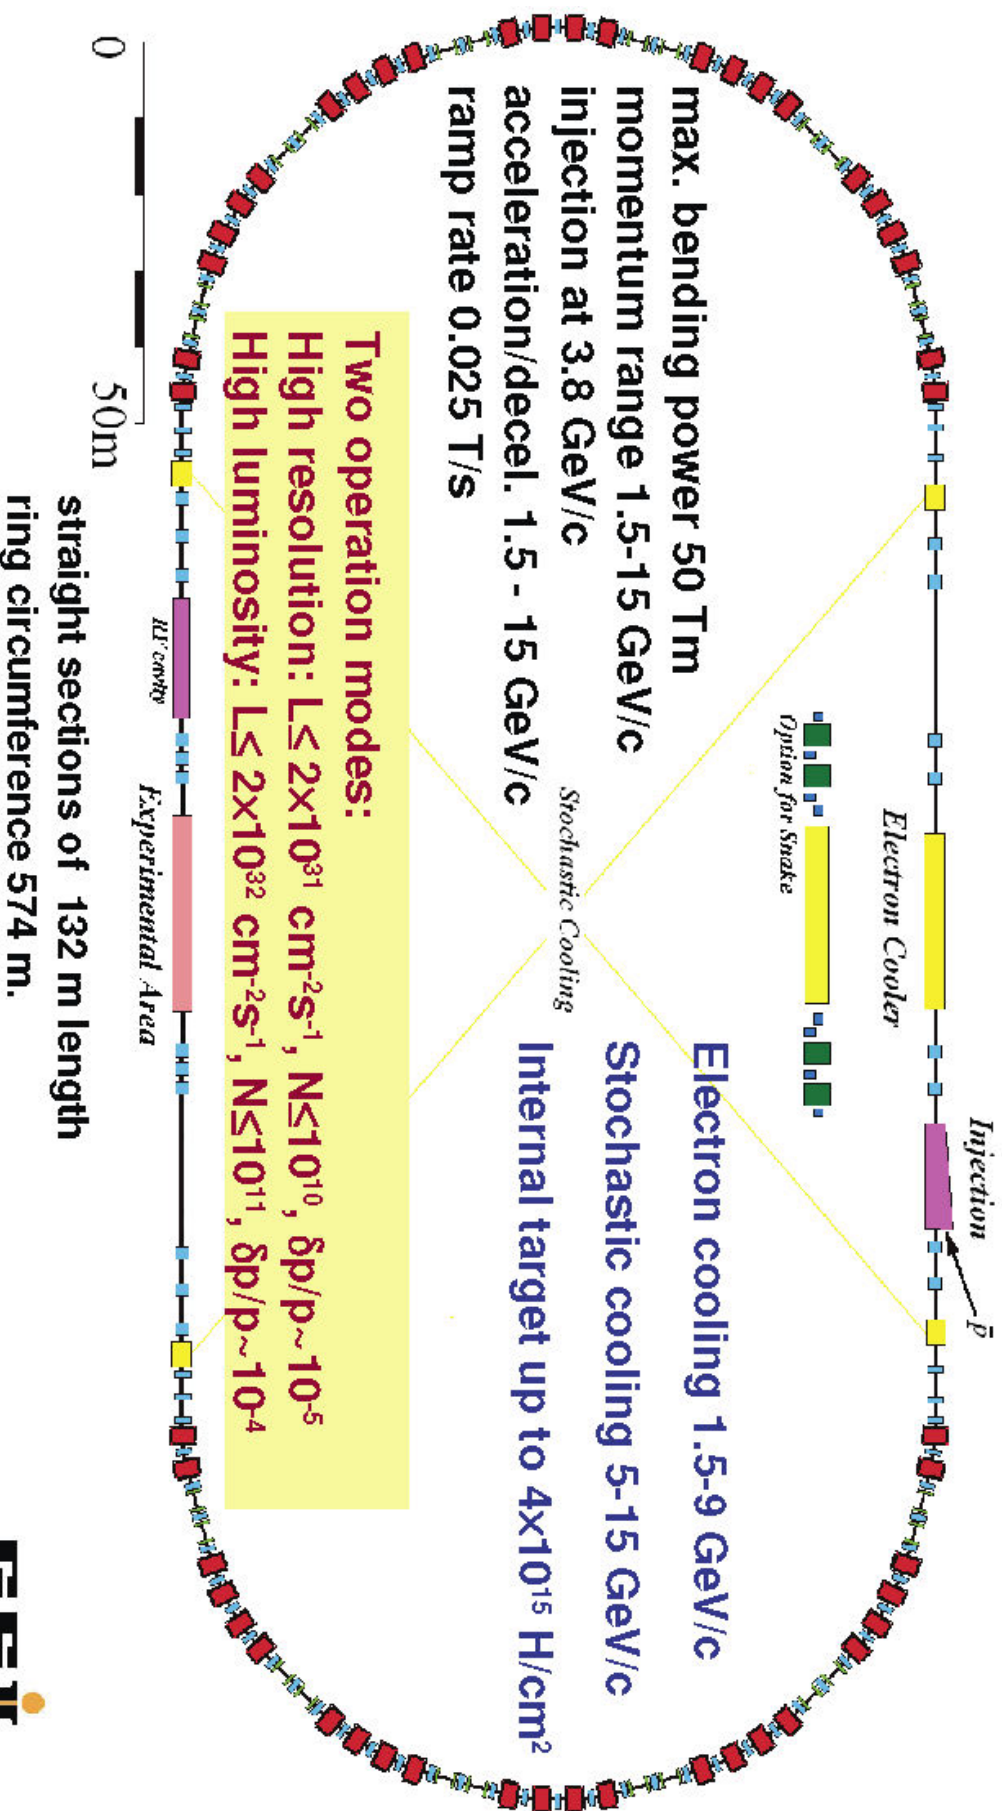 Injection
p̄
Electron Cooler
Option for Snake
max. bending power 50 Tm
momentum range 1.5-15 GeV/c
injection at 3.8 GeV/c
acceleration/decel. 1.5 - 15 GeV/c
ramp rate 0.025 T/s
Stochastic Cooling
Electron cooling 1.5-9 GeV/c
Stochastic cooling 5-15 GeV/c
Internal target up to 4x10¹⁵ H/cm²
Two operation modes:
High resolution: L≤ 2x10³¹ cm⁻²s⁻¹, N≤10¹⁰, δp/p~10⁻⁵
High luminosity: L≤ 2x10³² cm⁻²s⁻¹, N≤10¹¹, δp/p~10⁻⁴
RF cavity
Experimental Area
0
50m
straight sections of 132 m length
ring circumference 574 m.